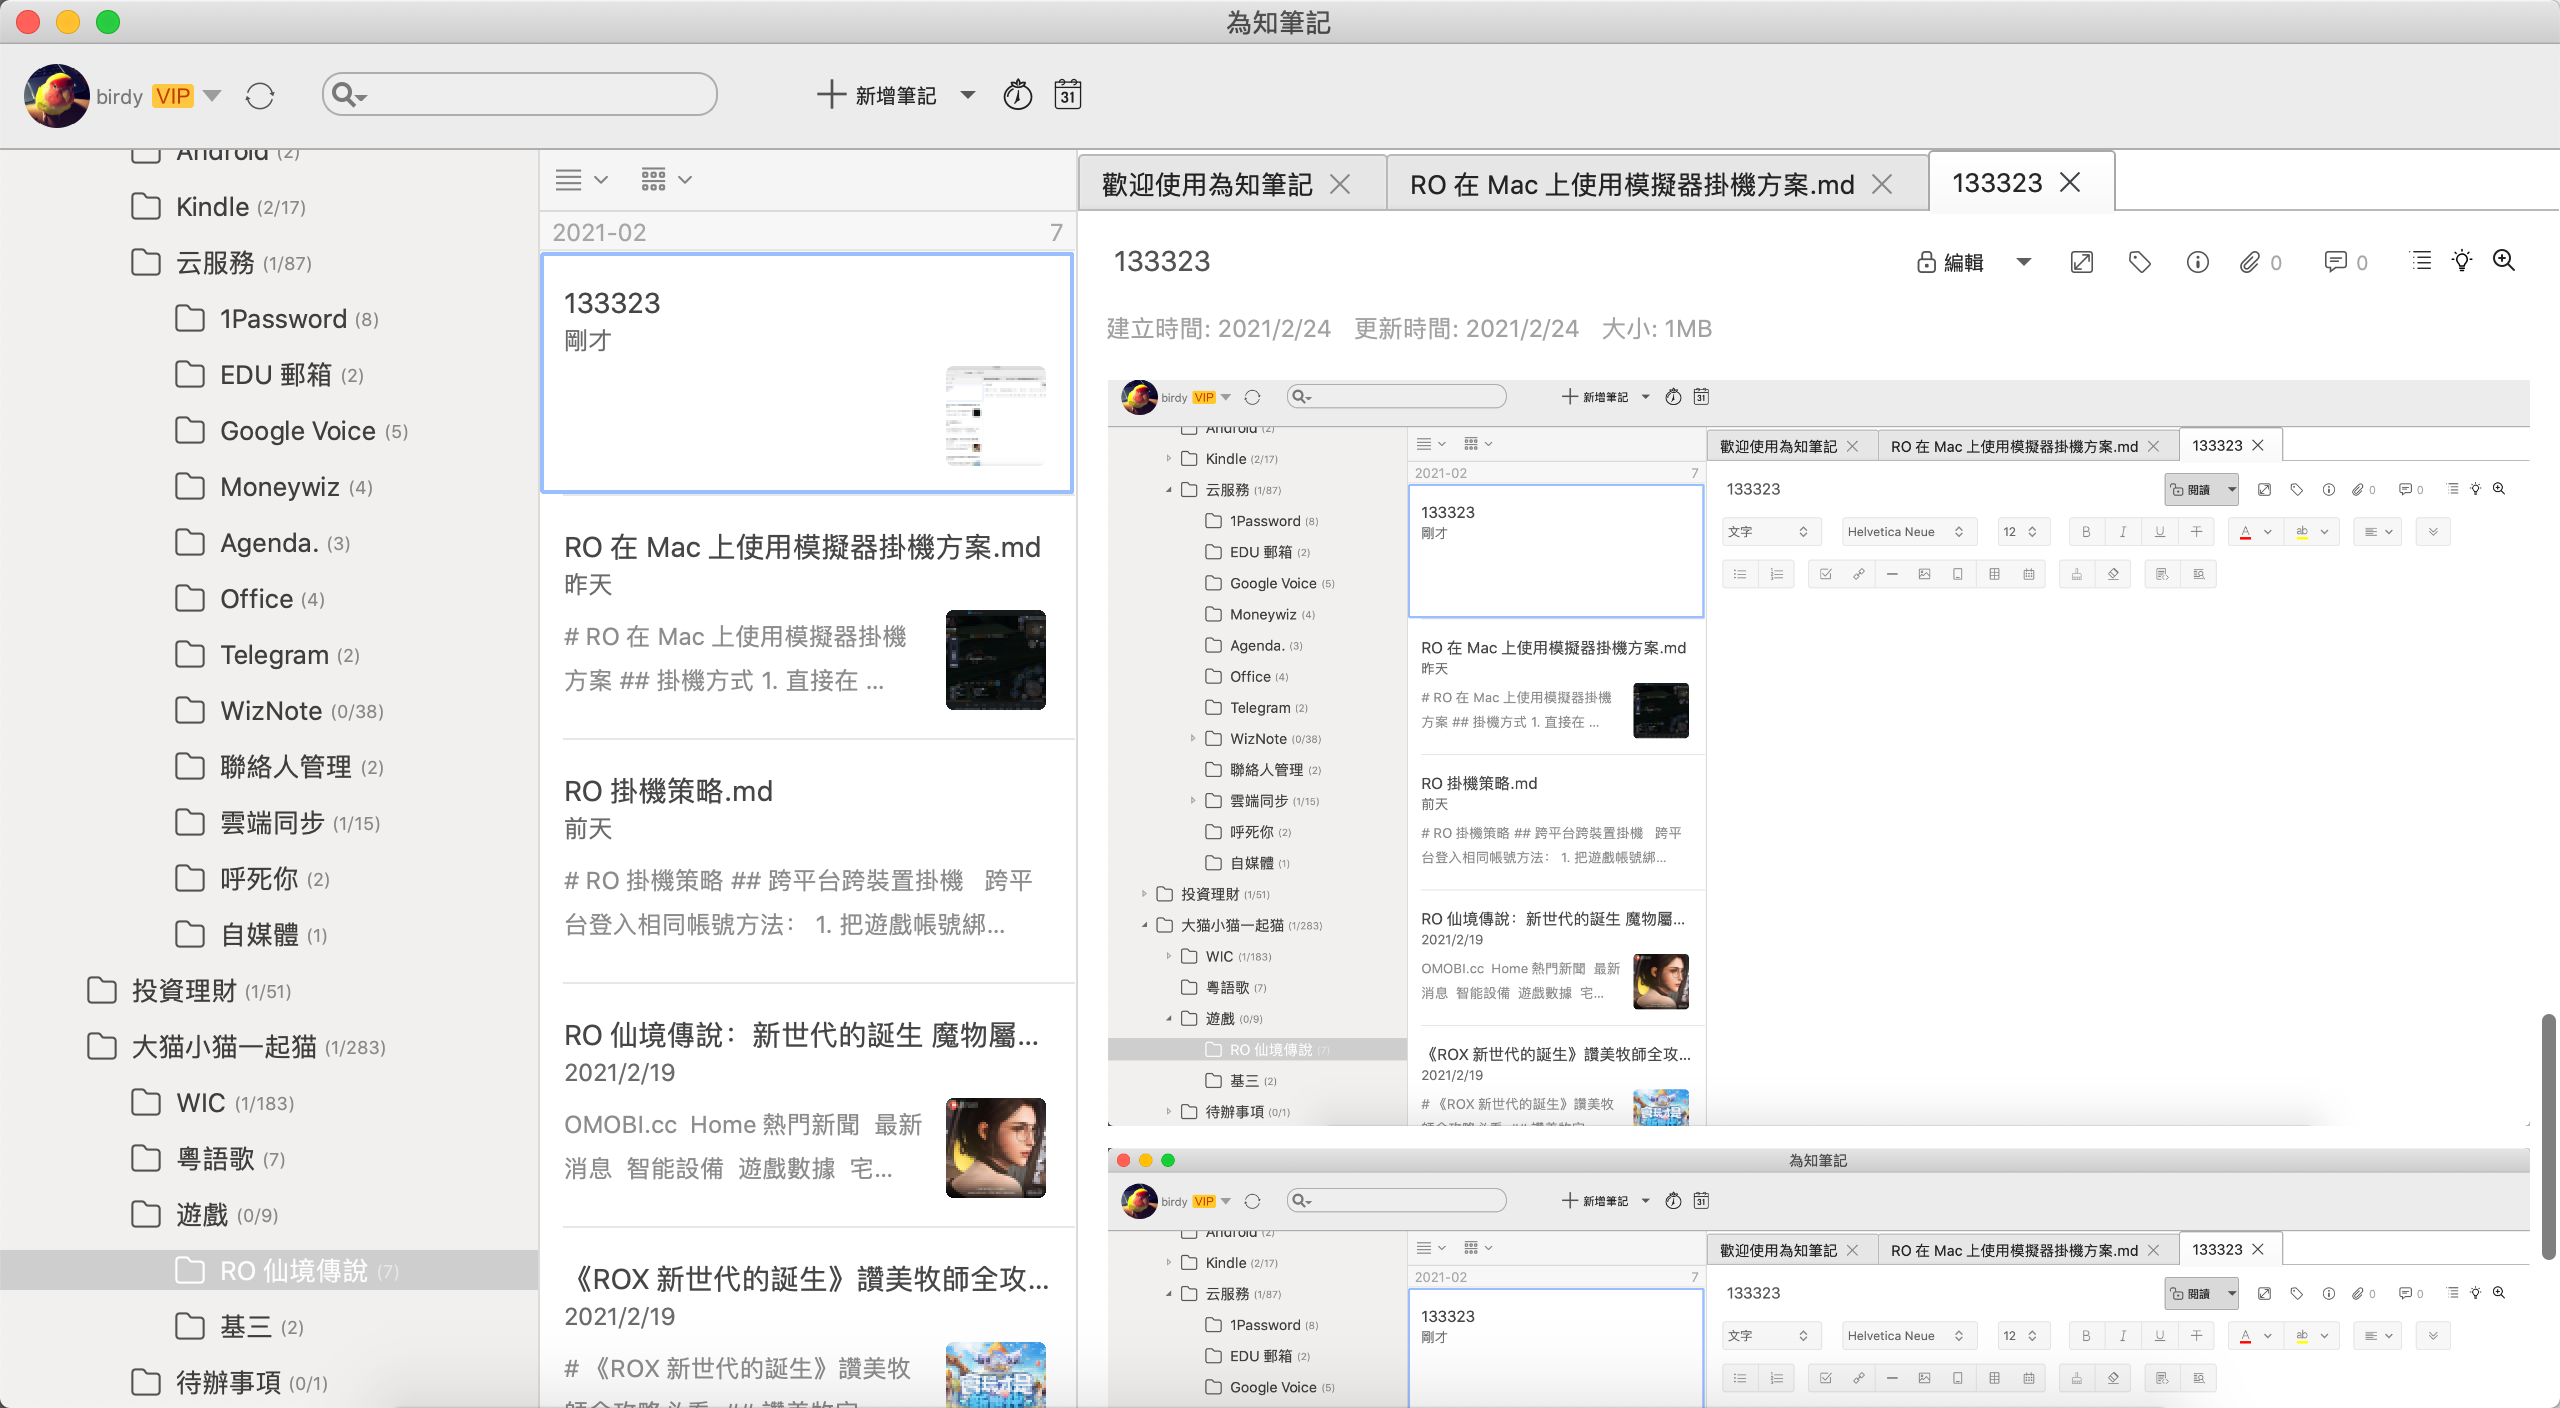 為知筆記
birdy VIP
新增筆記
31
Android (2)
Kindle (2/17)
云服務 (1/87)
1Password (8)
EDU 郵箱 (2)
Google Voice (5)
Moneywiz (4)
Agenda. (3)
Office (4)
Telegram (2)
WizNote (0/38)
聯絡人管理 (2)
雲端同步 (1/15)
呼死你 (2)
自媒體 (1)
投資理財 (1/51)
大猫小猫一起猫 (1/283)
WIC (1/183)
粵語歌 (7)
遊戲 (0/9)
RO 仙境傳說 (7)
基三 (2)
待辦事項 (0/1)
2021-02 7
133323
剛才
RO 在 Mac 上使用模擬器掛機方案.md
昨天
# RO 在 Mac 上使用模擬器掛機
方案 ## 掛機方式 1. 直接在 ...
RO 掛機策略.md
前天
# RO 掛機策略 ## 跨平台跨裝置掛機 跨平
台登入相同帳號方法： 1. 把遊戲帳號綁...
RO 仙境傳說：新世代的誕生 魔物屬...
2021/2/19
OMOBI.cc Home 熱門新聞 最新
消息 智能設備 遊戲數據 宅...
《ROX 新世代的誕生》讚美牧師全攻...
2021/2/19
# 《ROX 新世代的誕生》讚美牧
師全攻略必看 ## 讚美牧定
歡迎使用為知筆記
RO 在 Mac 上使用模擬器掛機方案.md
133323
133323
編輯
0
0
建立時間: 2021/2/24 更新時間: 2021/2/24 大小: 1MB
birdy VIP
新增筆記
31
Android (2)
Kindle (2/17)
云服務 (1/87)
1Password (8)
EDU 郵箱 (2)
Google Voice (5)
Moneywiz (4)
Agenda. (3)
Office (4)
Telegram (2)
WizNote (0/38)
聯絡人管理 (2)
雲端同步 (1/15)
呼死你 (2)
自媒體 (1)
投資理財 (1/51)
大猫小猫一起猫 (1/283)
WIC (1/183)
粵語歌 (7)
遊戲 (0/9)
RO 仙境傳說 (7)
基三 (2)
待辦事項 (0/1)
2021-02 7
133323
剛才
RO 在 Mac 上使用模擬器掛機方案.md
昨天
# RO 在 Mac 上使用模擬器掛機
方案 ## 掛機方式 1. 直接在 ...
RO 掛機策略.md
前天
# RO 掛機策略 ## 跨平台跨裝置掛機 跨平
台登入相同帳號方法： 1. 把遊戲帳號綁...
RO 仙境傳說：新世代的誕生 魔物屬...
2021/2/19
OMOBI.cc Home 熱門新聞 最新
消息 智能設備 遊戲數據 宅...
《ROX 新世代的誕生》讚美牧師全攻...
2021/2/19
# 《ROX 新世代的誕生》讚美牧
歡迎使用為知筆記
RO 在 Mac 上使用模擬器掛機方案.md
133323
133323
閱讀
0
0
文字
Helvetica Neue
12
B I U T A ab
為知筆記
birdy VIP
新增筆記
31
Android (2)
Kindle (2/17)
云服務 (1/87)
1Password (8)
EDU 郵箱 (2)
Google Voice (5)
2021-02 7
133323
剛才
歡迎使用為知筆記
RO 在 Mac 上使用模擬器掛機方案.md
133323
133323
閱讀
0
0
文字
Helvetica Neue
12
B I U T A ab